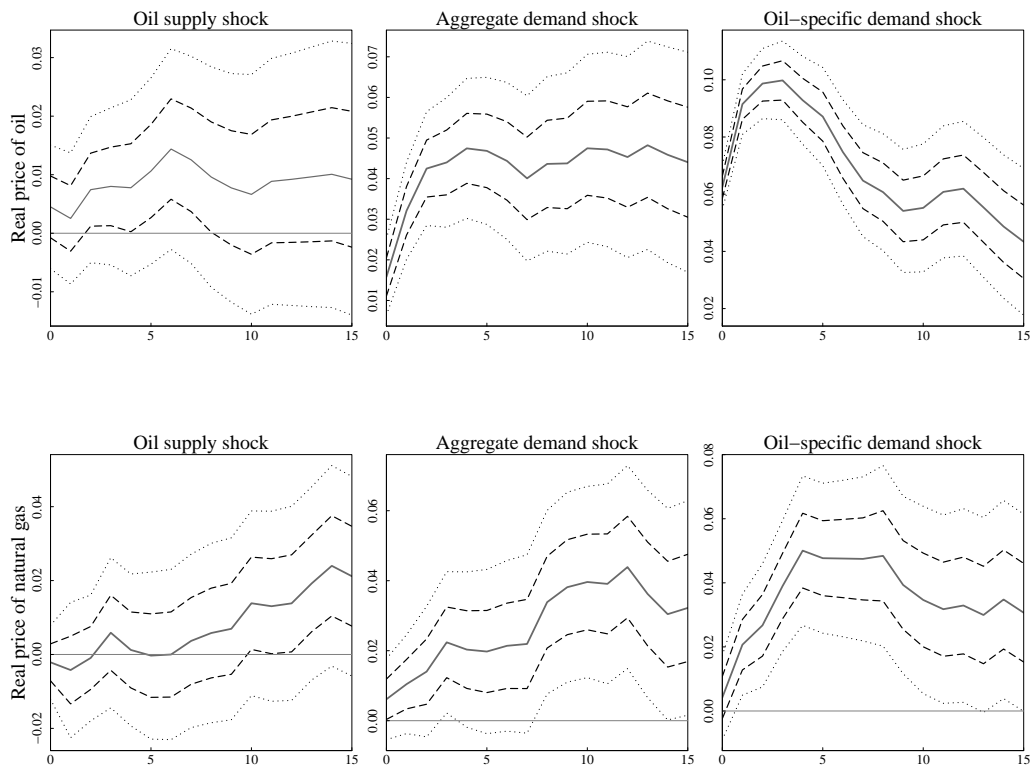 Oil supply shock
Aggregate demand shock
Oil−specific demand shock
Real price of oil
0.03
0.02
0.01
0.00
−0.01
0 5 10 15
0.07
0.06
0.05
0.04
0.03
0.02
0.01
0 5 10 15
0.10
0.08
0.06
0.04
0.02
0 5 10 15
Oil supply shock
Aggregate demand shock
Oil−specific demand shock
Real price of natural gas
0.04
0.02
0.00
−0.02
0 5 10 15
0.06
0.04
0.02
0.00
0 5 10 15
0.08
0.06
0.04
0.02
0.00
0 5 10 15